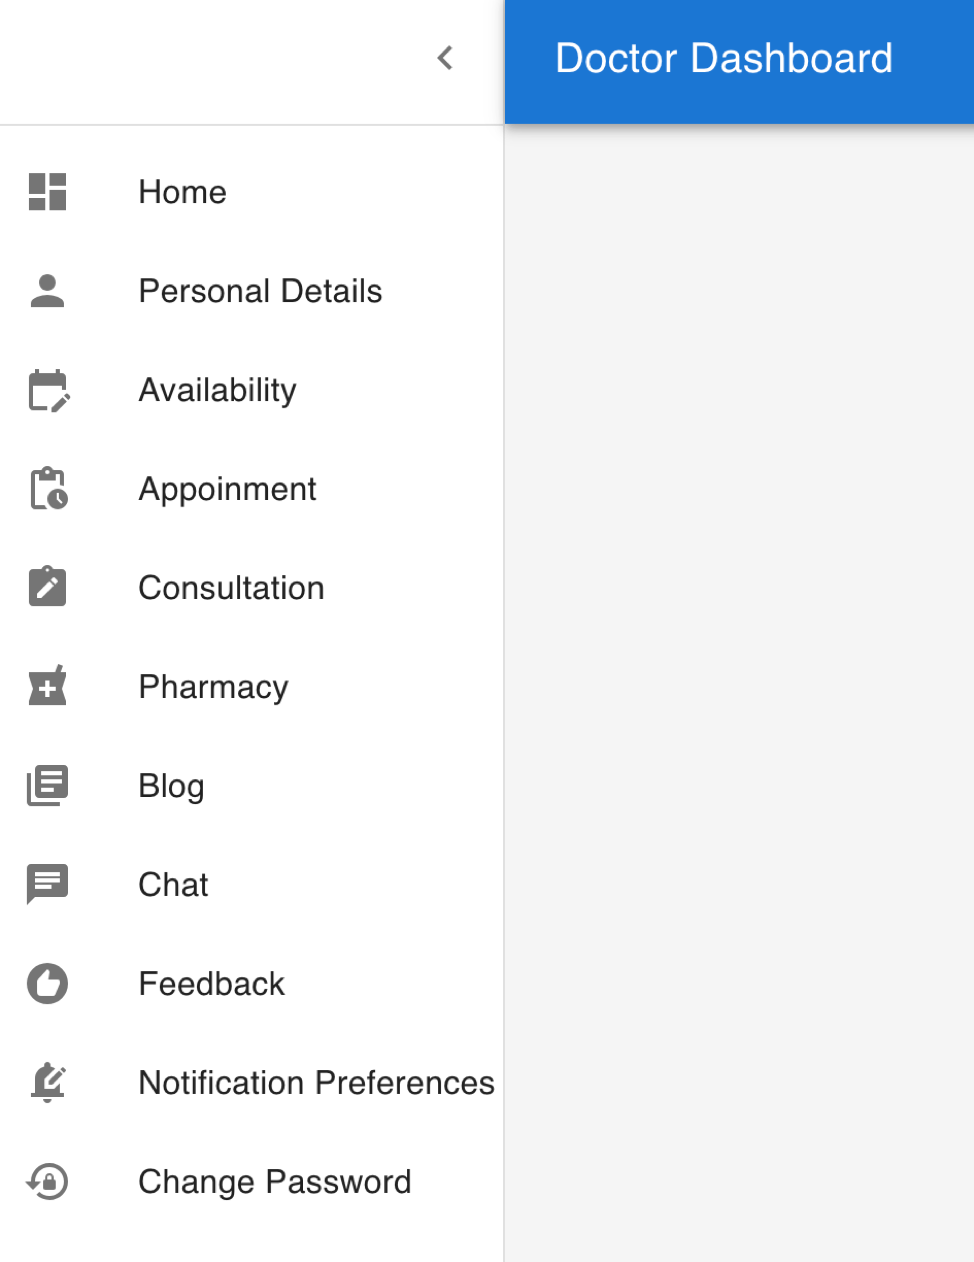 Doctor Dashboard
Home
Personal Details
Availability
Appoinment
Consultation
Pharmacy
Blog
Chat
Feedback
Notification Preferences
Change Password